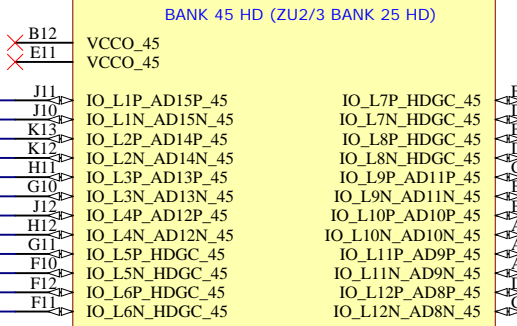 BANK 45 HD (ZU2/3 BANK 25 HD)
B12 VCCO_45
E11 VCCO_45
J11 IO_L1P_AD15P_45 IO_L7P_HDGC_45
J10 IO_L1N_AD15N_45 IO_L7N_HDGC_45
K13 IO_L2P_AD14P_45 IO_L8P_HDGC_45
K12 IO_L2N_AD14N_45 IO_L8N_HDGC_45
H11 IO_L3P_AD13P_45 IO_L9P_AD11P_45
G10 IO_L3N_AD13N_45 IO_L9N_AD11N_45
J12 IO_L4P_AD12P_45 IO_L10P_AD10P_45
H12 IO_L4N_AD12N_45 IO_L10N_AD10N_45
G11 IO_L5P_HDGC_45 IO_L11P_AD9P_45
F10 IO_L5N_HDGC_45 IO_L11N_AD9N_45
F12 IO_L6P_HDGC_45 IO_L12P_AD8P_45
F11 IO_L6N_HDGC_45 IO_L12N_AD8N_45